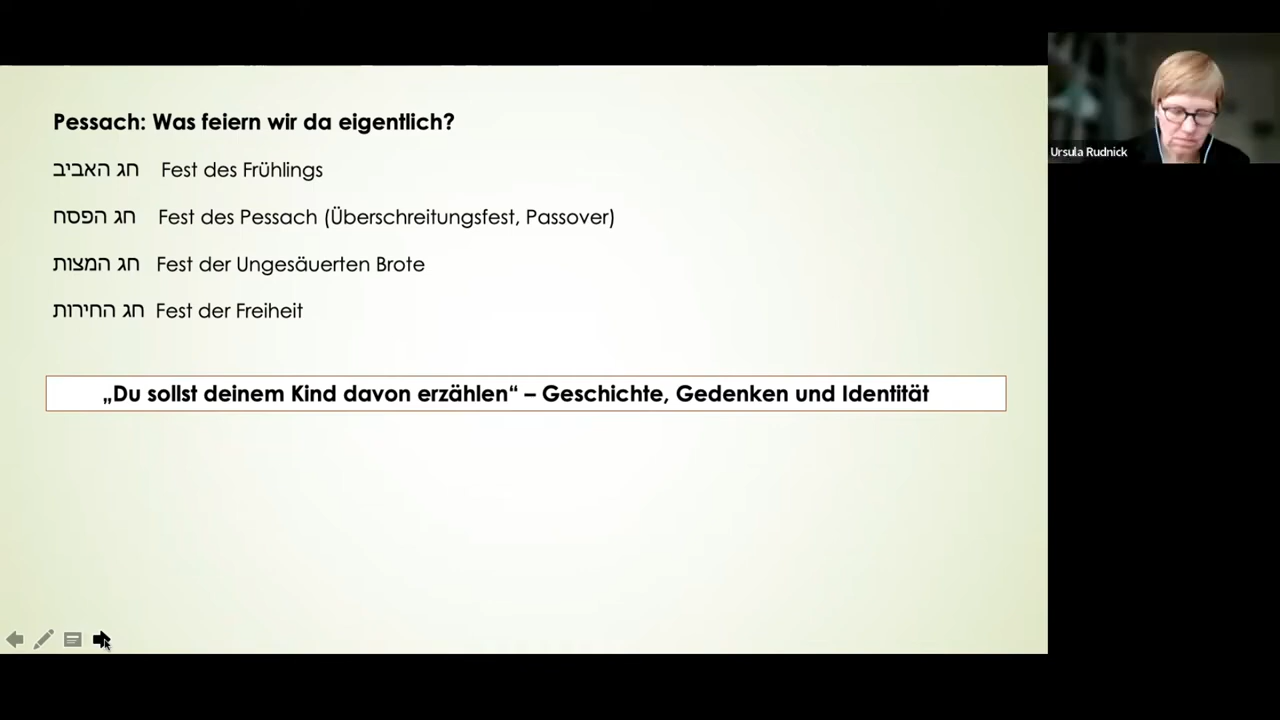 Pessach: Was feiern wir da eigentlich?
חג האביב Fest des Frühlings
חג הפסח Fest des Pessach (Überschreitungsfest, Passover)
חג המצות Fest der Ungesäuerten Brote
חג החירות Fest der Freiheit
„Du sollst deinem Kind davon erzählen“ – Geschichte, Gedenken und Identität
Ursula Rudnick